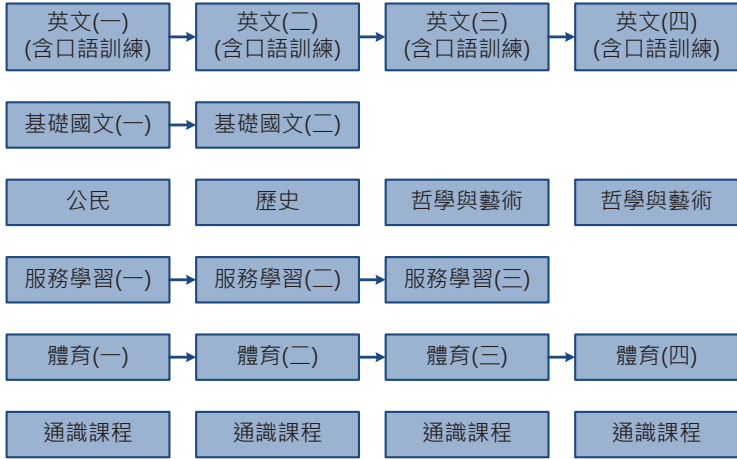 英文(一)
(含口語訓練)
英文(二)
(含口語訓練)
英文(三)
(含口語訓練)
英文(四)
(含口語訓練)
基礎國文(一)
基礎國文(二)
公民
歷史
哲學與藝術
哲學與藝術
服務學習(一)
服務學習(二)
服務學習(三)
體育(一)
體育(二)
體育(三)
體育(四)
通識課程
通識課程
通識課程
通識課程